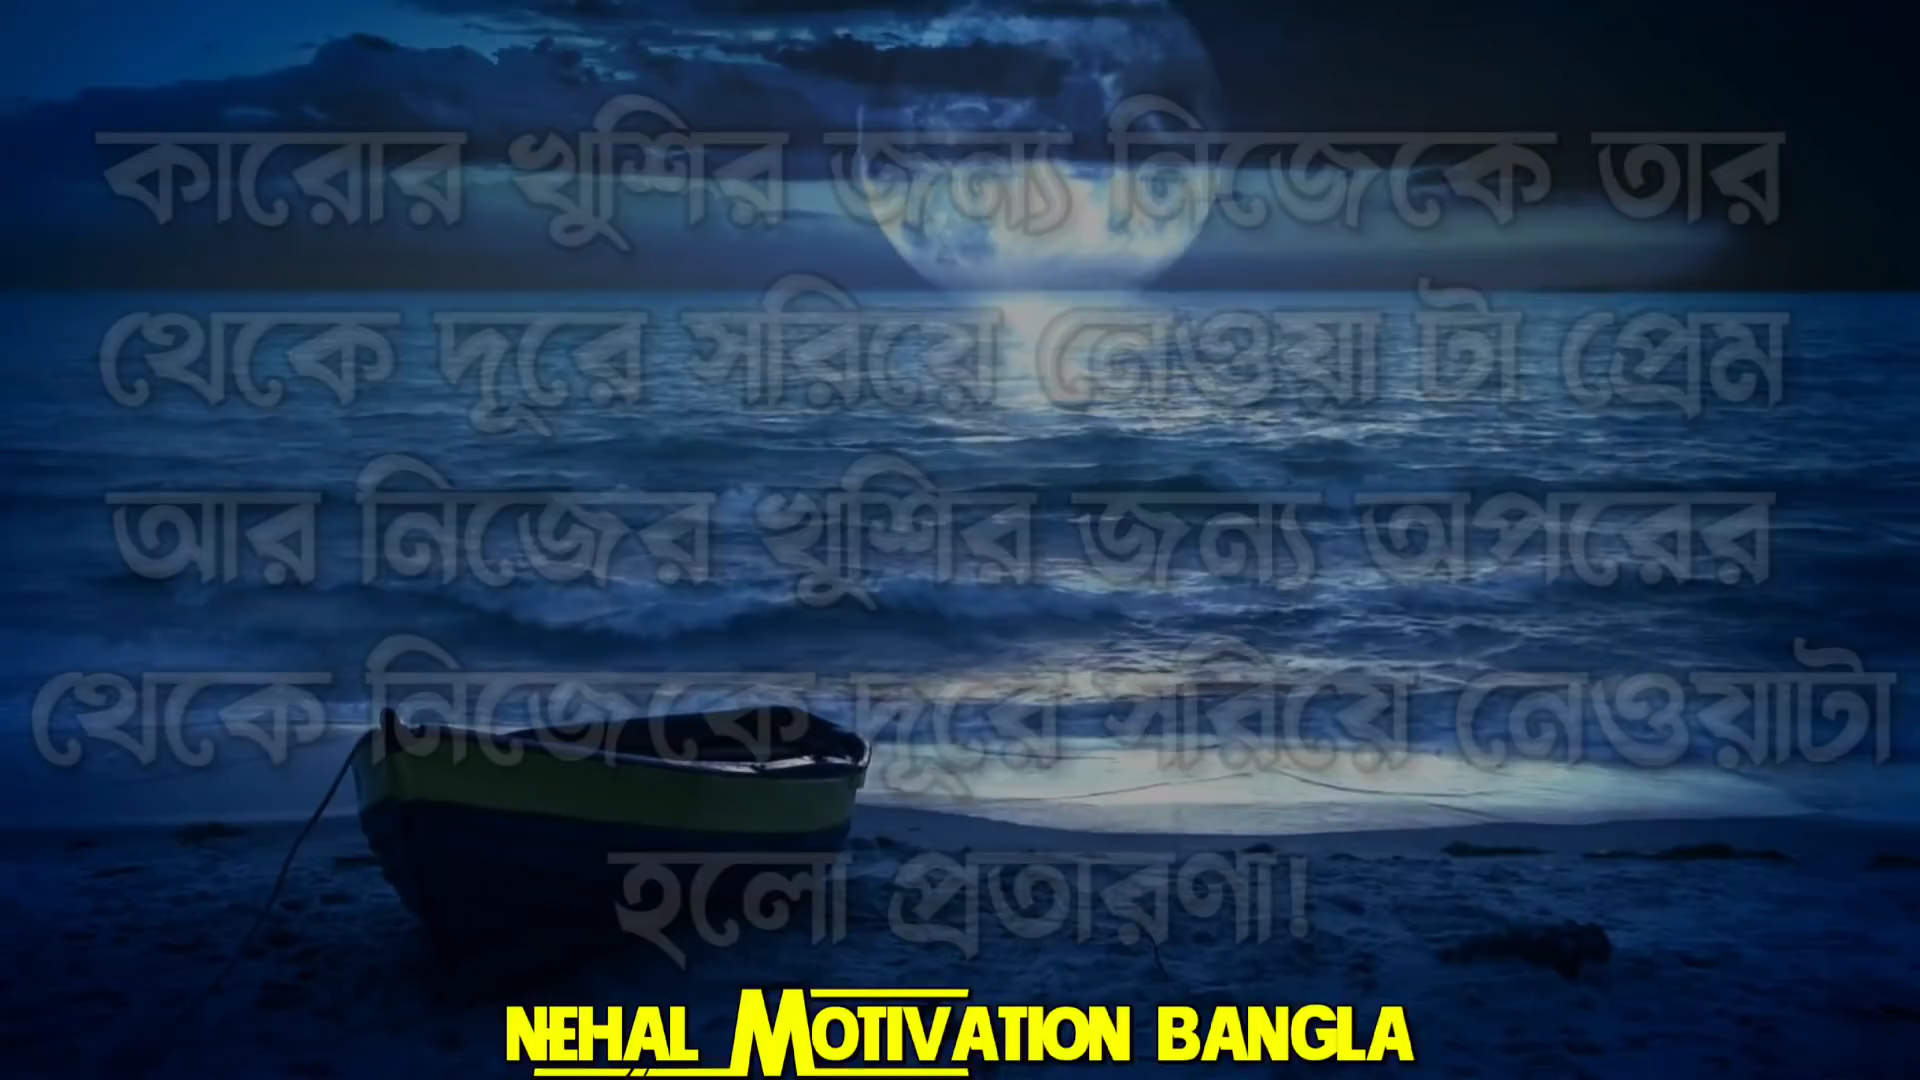 কারোর খুশির জন্য নিজেকে তার
থেকে দূরে সরিয়ে নেওয়া টা প্রেম
আর নিজের খুশির জন্য অপরের
থেকে নিজেকে দূরে সরিয়ে নেওয়াটা
হলো প্রতারণা!
NEHAL MOTIVATION BANGLA